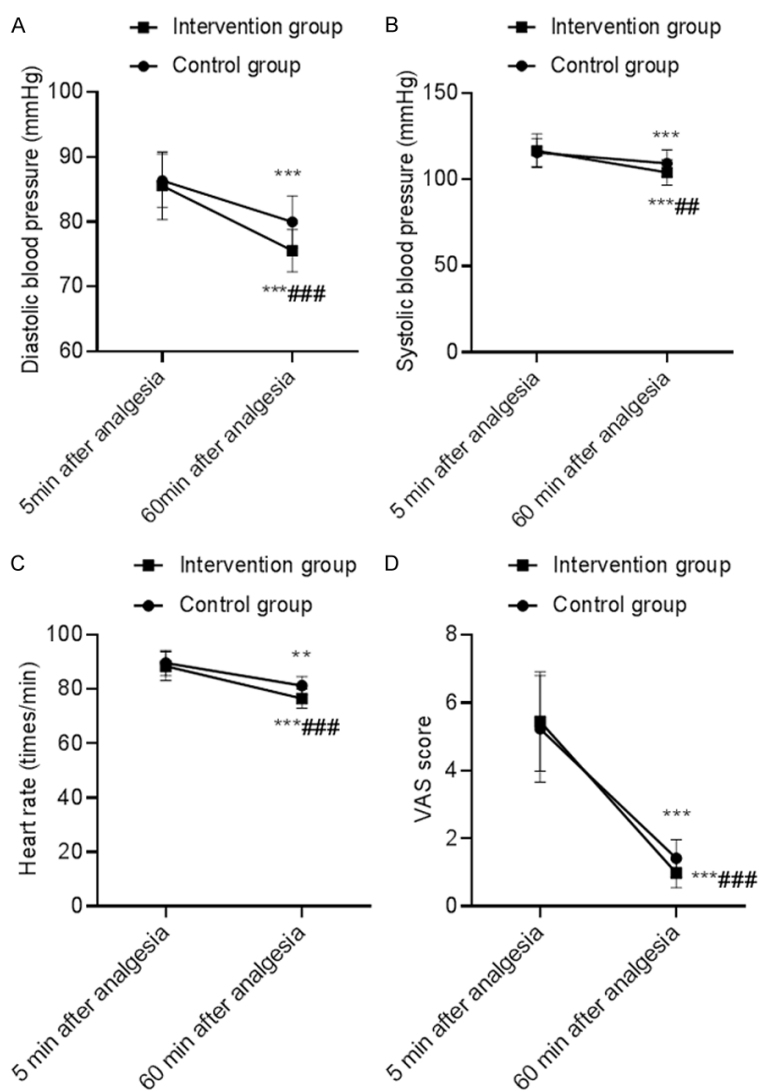 A
Intervention group
Control group
Diastolic blood pressure (mmHg)
100
90
80
70
60
***
***###
5min after analgesia
60min after analgesia
B
Intervention group
Control group
Systolic blood pressure (mmHg)
150
100
50
0
***
***##
5 min after analgesia
60 min after analgesia
C
Intervention group
Control group
Heart rate (times/min)
100
80
60
40
20
0
**
***###
5 min after analgesia
60 min after analgesia
D
Intervention group
Control group
VAS score
8
6
4
2
0
***
***###
5 min after analgesia
60 min after analgesia